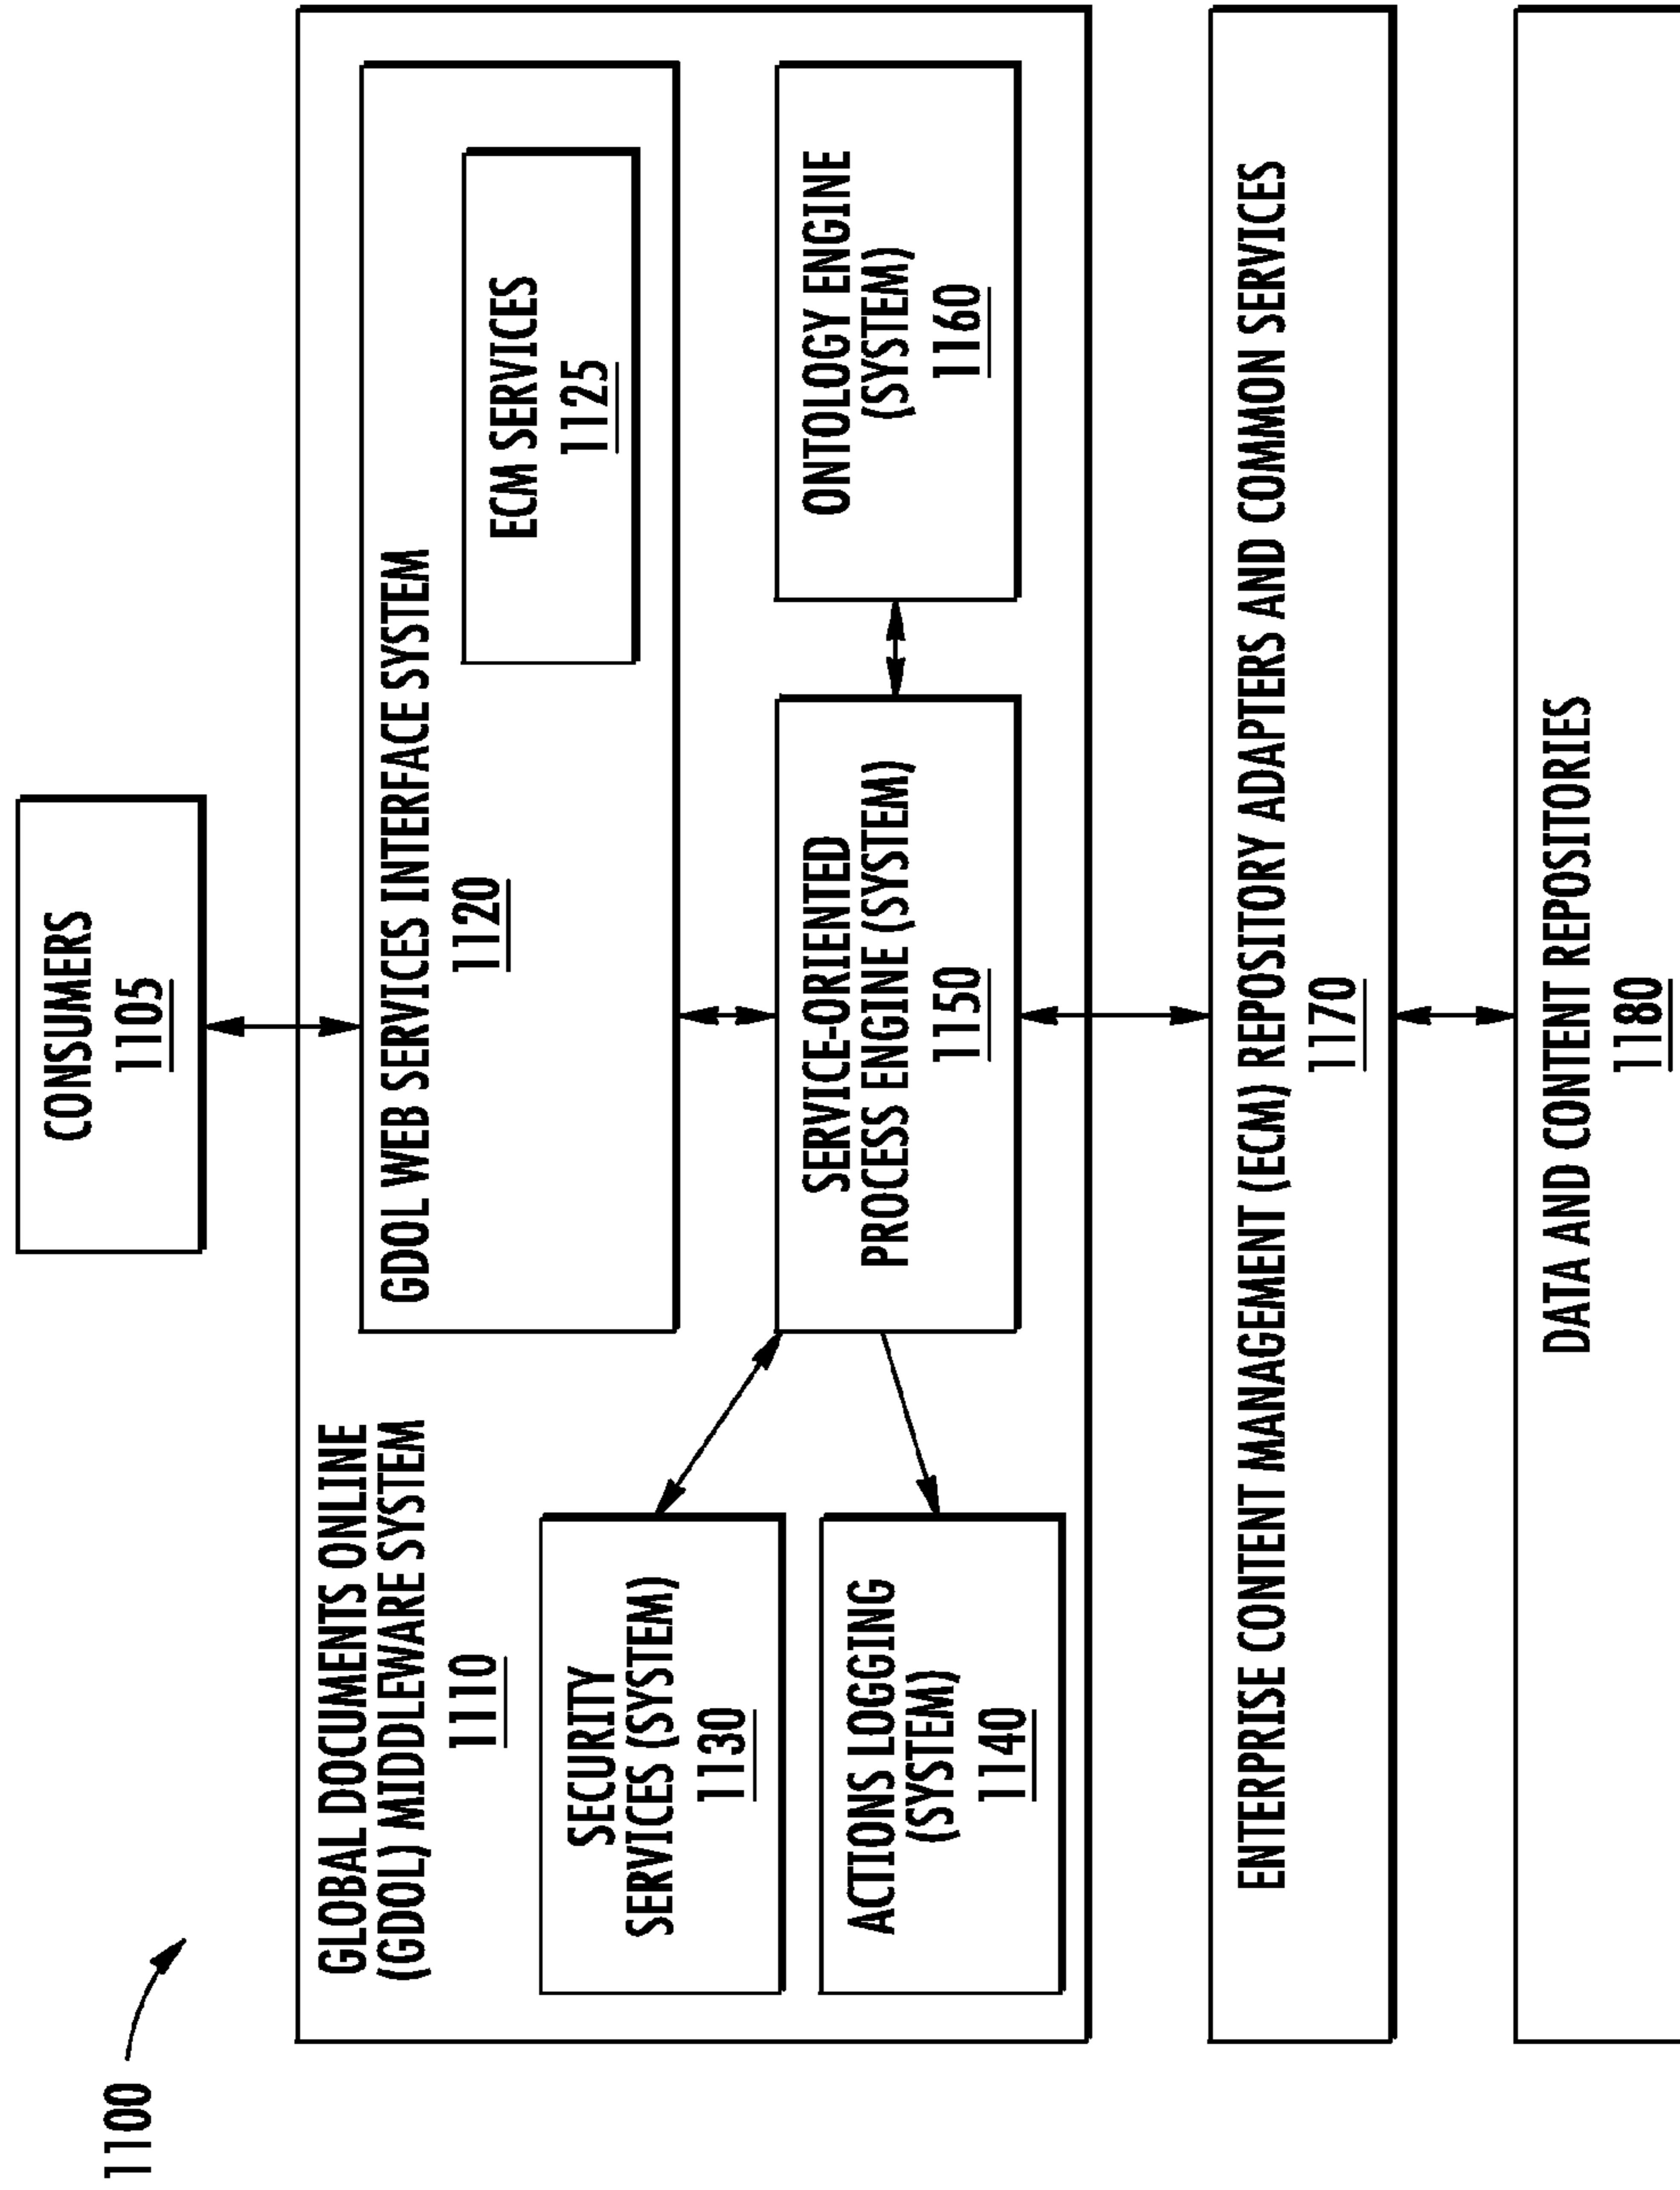 1100
CONSUMERS
1105
GLOBAL DOCUMENTS ONLINE
(GDOL) MIDDLEWARE SYSTEM
1110
GDOL WEB SERVICES INTERFACE SYSTEM
1120
ECM SERVICES
1125
SECURITY
SERVICES (SYSTEM)
1130
ACTIONS LOGGING
(SYSTEM)
1140
SERVICE-ORIENTED
PROCESS ENGINE (SYSTEM)
1150
ONTOLOGY ENGINE
(SYSTEM)
1160
ENTERPRISE CONTENT MANAGEMENT (ECM) REPOSITORY ADAPTERS AND COMMON SERVICES
1170
DATA AND CONTENT REPOSITORIES
1180